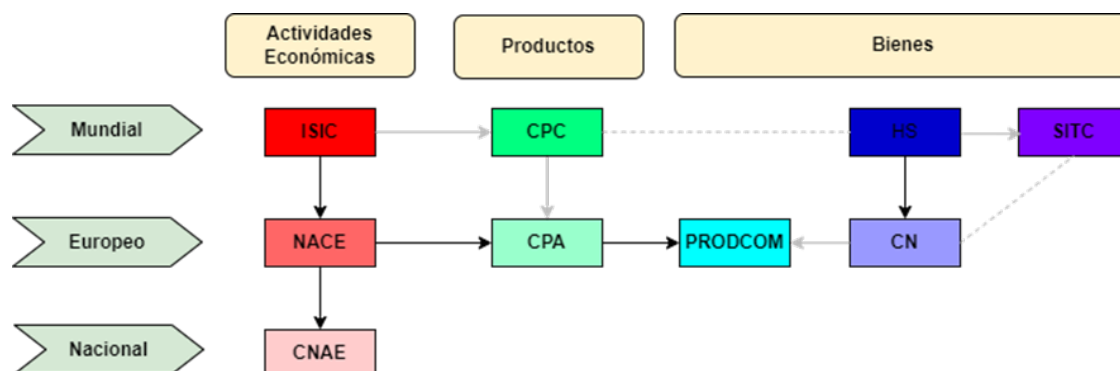 Actividades
Económicas
Productos
Bienes
Mundial
ISIC
CPC
HS
SITC
Europeo
NACE
CPA
PRODCOM
CN
Nacional
CNAE